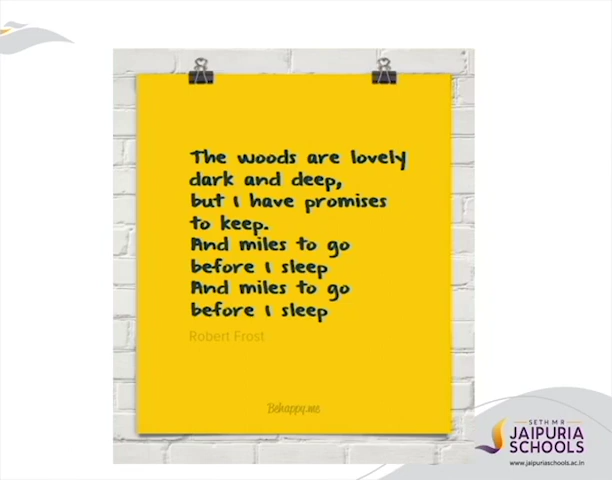 The woods are lovely
dark and deep,
but I have promises
to keep.
And miles to go
before I sleep
And miles to go
before I sleep
Robert Frost
Behappy.me
SETH M R
JAIPURIA
SCHOOLS
www.jaipuriaschools.ac.in